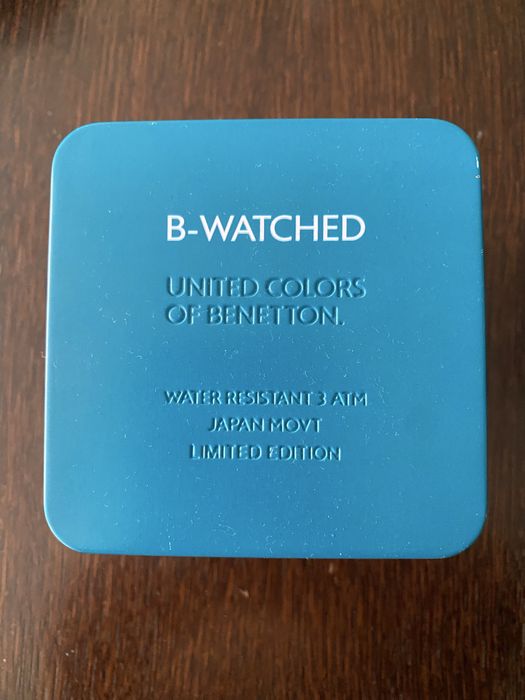 B-WATCHED
UNITED COLORS
OF BENETTON.
WATER RESISTANT 3 ATM
JAPAN MOVT
LIMITED EDITION